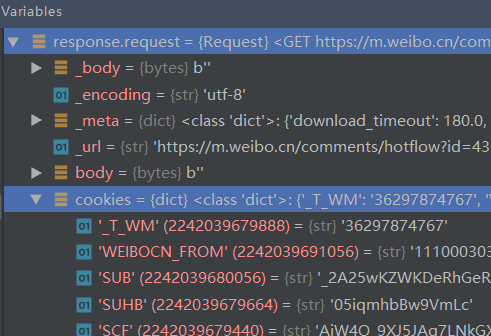 Variables
response.request = {Request} <GET https://m.weibo.cn/com
_body = {bytes} b''
01 _encoding = {str} 'utf-8'
_meta = {dict} <class 'dict'>: {'download_timeout': 180.0,
01 _url = {str} 'https://m.weibo.cn/comments/hotflow?id=43
body = {bytes} b''
cookies = {dict} <class 'dict'>: {'_T_WM': '36297874767', '
01 '_T_WM' (2242039679888) = {str} '36297874767'
01 'WEIBOCN_FROM' (2242039691056) = {str} '111000303
01 'SUB' (2242039680056) = {str} '_2A25wKZWKDeRhGeR
01 'SUHB' (2242039679664) = {str} '05iqmhbBw9VmLc'
01 'SCF' (2242039679440) = {str} 'AjW4O_9XJ5JAq7LNkGX